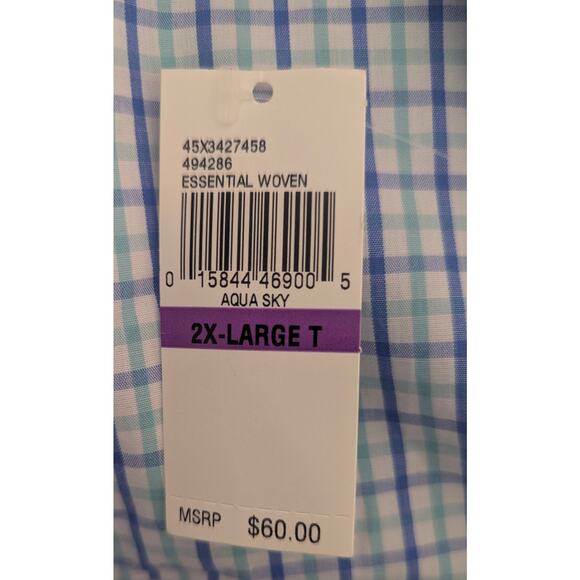 45X3427458
494286
ESSENTIAL WOVEN
0 15844 46900 5
AQUA SKY
2X-LARGE T
MSRP $60.00